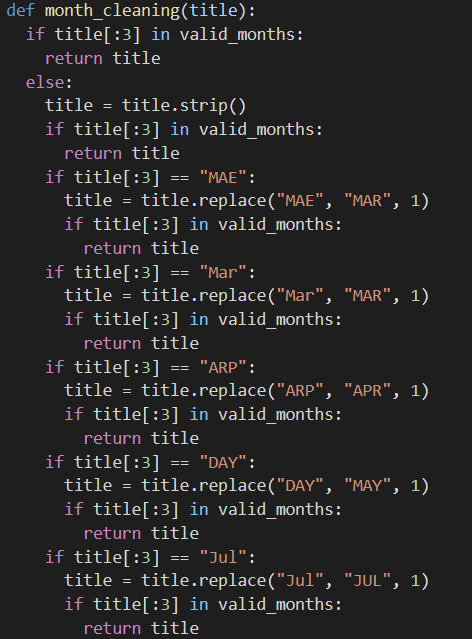 def month_cleaning(title):
  if title[:3] in valid_months:
    return title
  else:
    title = title.strip()
    if title[:3] in valid_months:
      return title
    if title[:3] == "MAE":
      title = title.replace("MAE", "MAR", 1)
      if title[:3] in valid_months:
        return title
    if title[:3] == "Mar":
      title = title.replace("Mar", "MAR", 1)
      if title[:3] in valid_months:
        return title
    if title[:3] == "ARP":
      title = title.replace("ARP", "APR", 1)
      if title[:3] in valid_months:
        return title
    if title[:3] == "DAY":
      title = title.replace("DAY", "MAY", 1)
      if title[:3] in valid_months:
        return title
    if title[:3] == "Jul":
      title = title.replace("Jul", "JUL", 1)
      if title[:3] in valid_months:
        return title